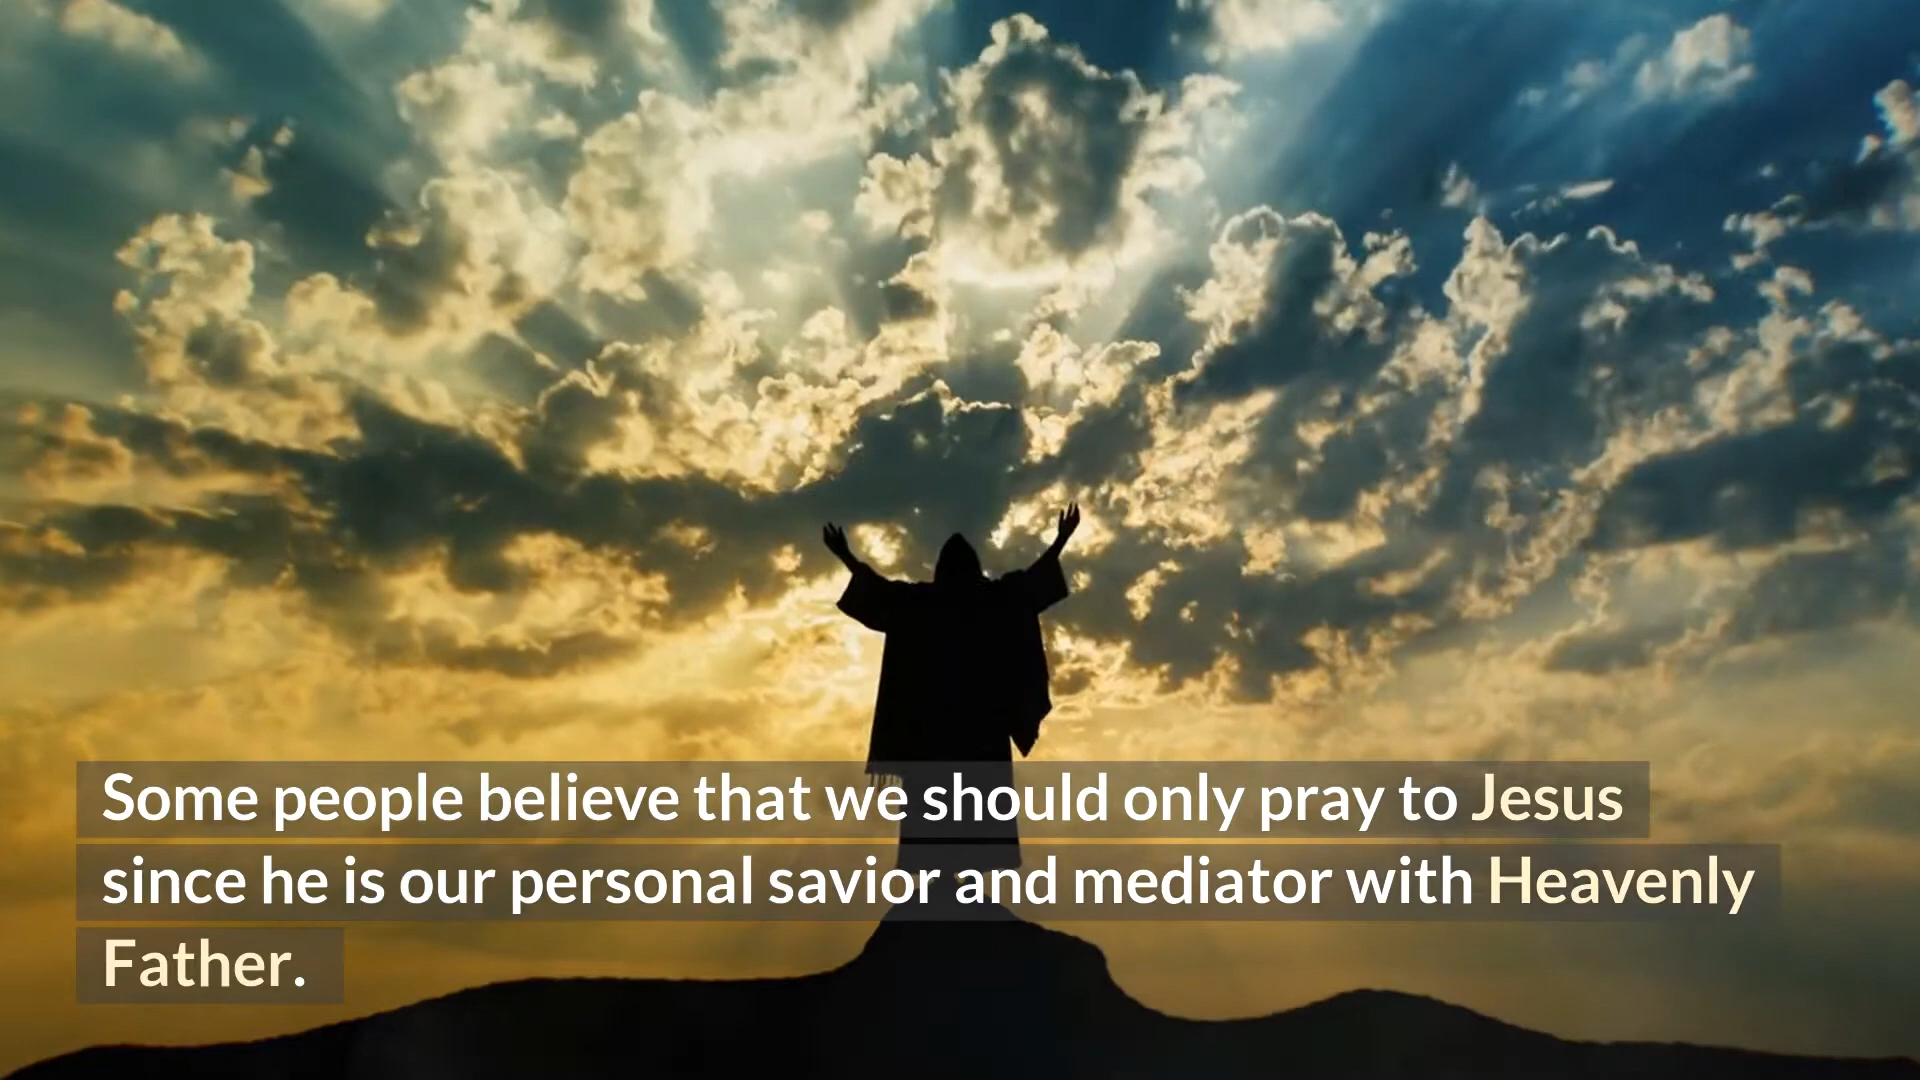 Some people believe that we should only pray to Jesus
since he is our personal savior and mediator with Heavenly
Father.